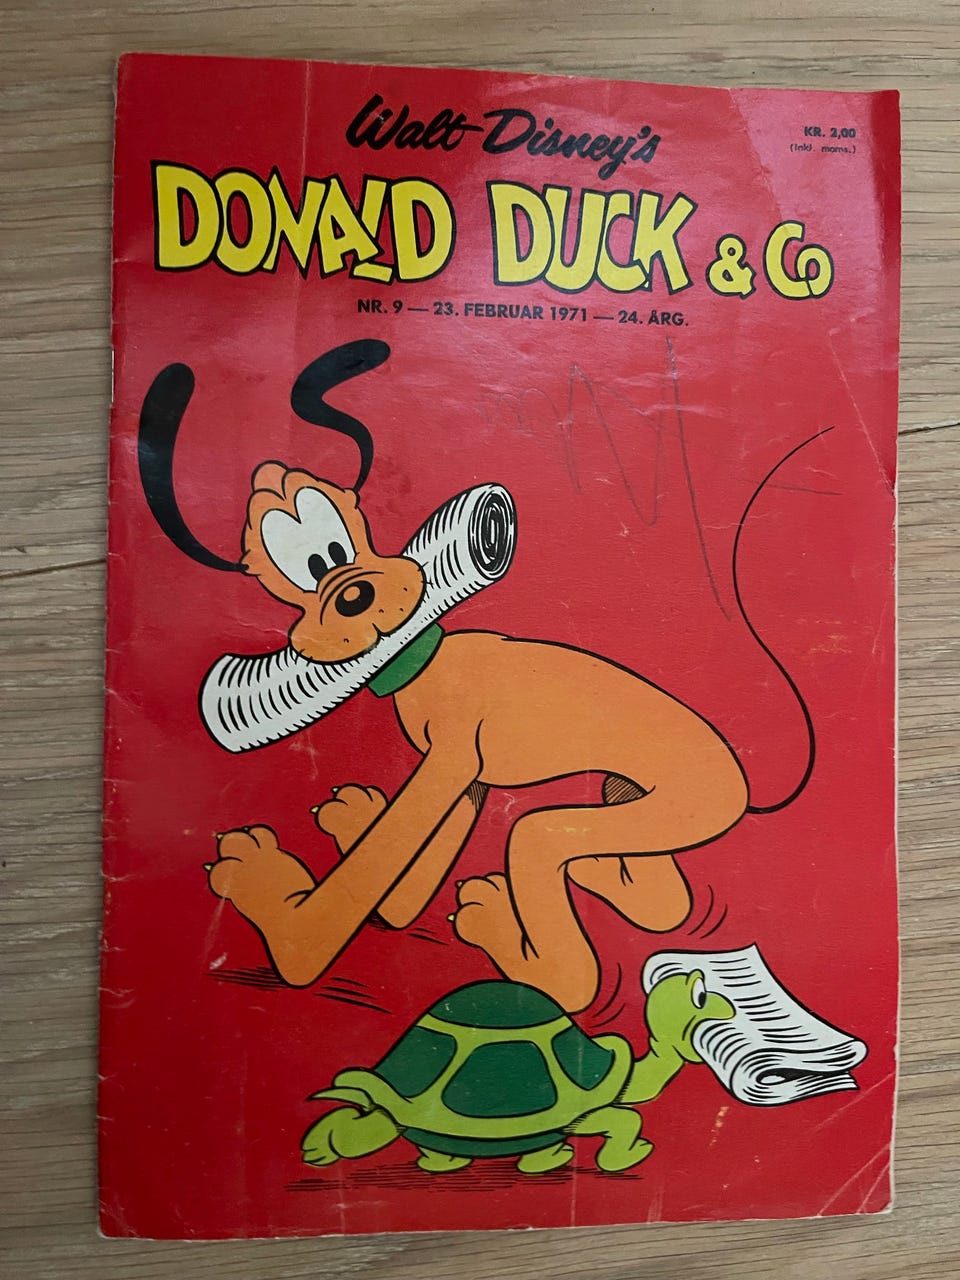 Walt Disney's
KR. 2,00
(inkl. moms.)
DONALD DUCK & Co
NR. 9 — 23. FEBRUAR 1971 — 24. ÅRG.